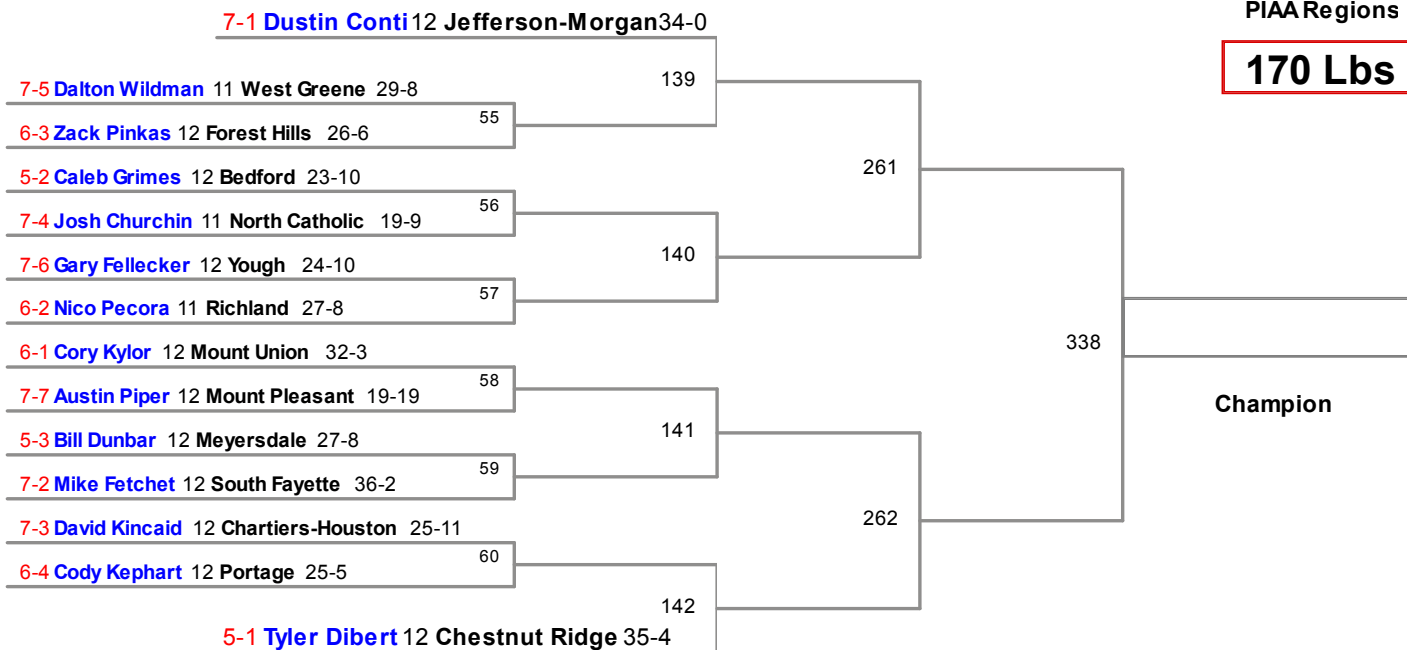 7-1 Dustin Conti 12 Jefferson-Morgan 34-0
PIAA Regions
170 Lbs
139
7-5 Dalton Wildman 11 West Greene 29-8
55
6-3 Zack Pinkas 12 Forest Hills 26-6
261
5-2 Caleb Grimes 12 Bedford 23-10
56
7-4 Josh Churchin 11 North Catholic 19-9
140
7-6 Gary Fellecker 12 Yough 24-10
57
6-2 Nico Pecora 11 Richland 27-8
338
6-1 Cory Kylor 12 Mount Union 32-3
58
7-7 Austin Piper 12 Mount Pleasant 19-19
Champion
141
5-3 Bill Dunbar 12 Meyersdale 27-8
59
7-2 Mike Fetchet 12 South Fayette 36-2
262
7-3 David Kincaid 12 Chartiers-Houston 25-11
60
6-4 Cody Kephart 12 Portage 25-5
142
5-1 Tyler Dibert 12 Chestnut Ridge 35-4